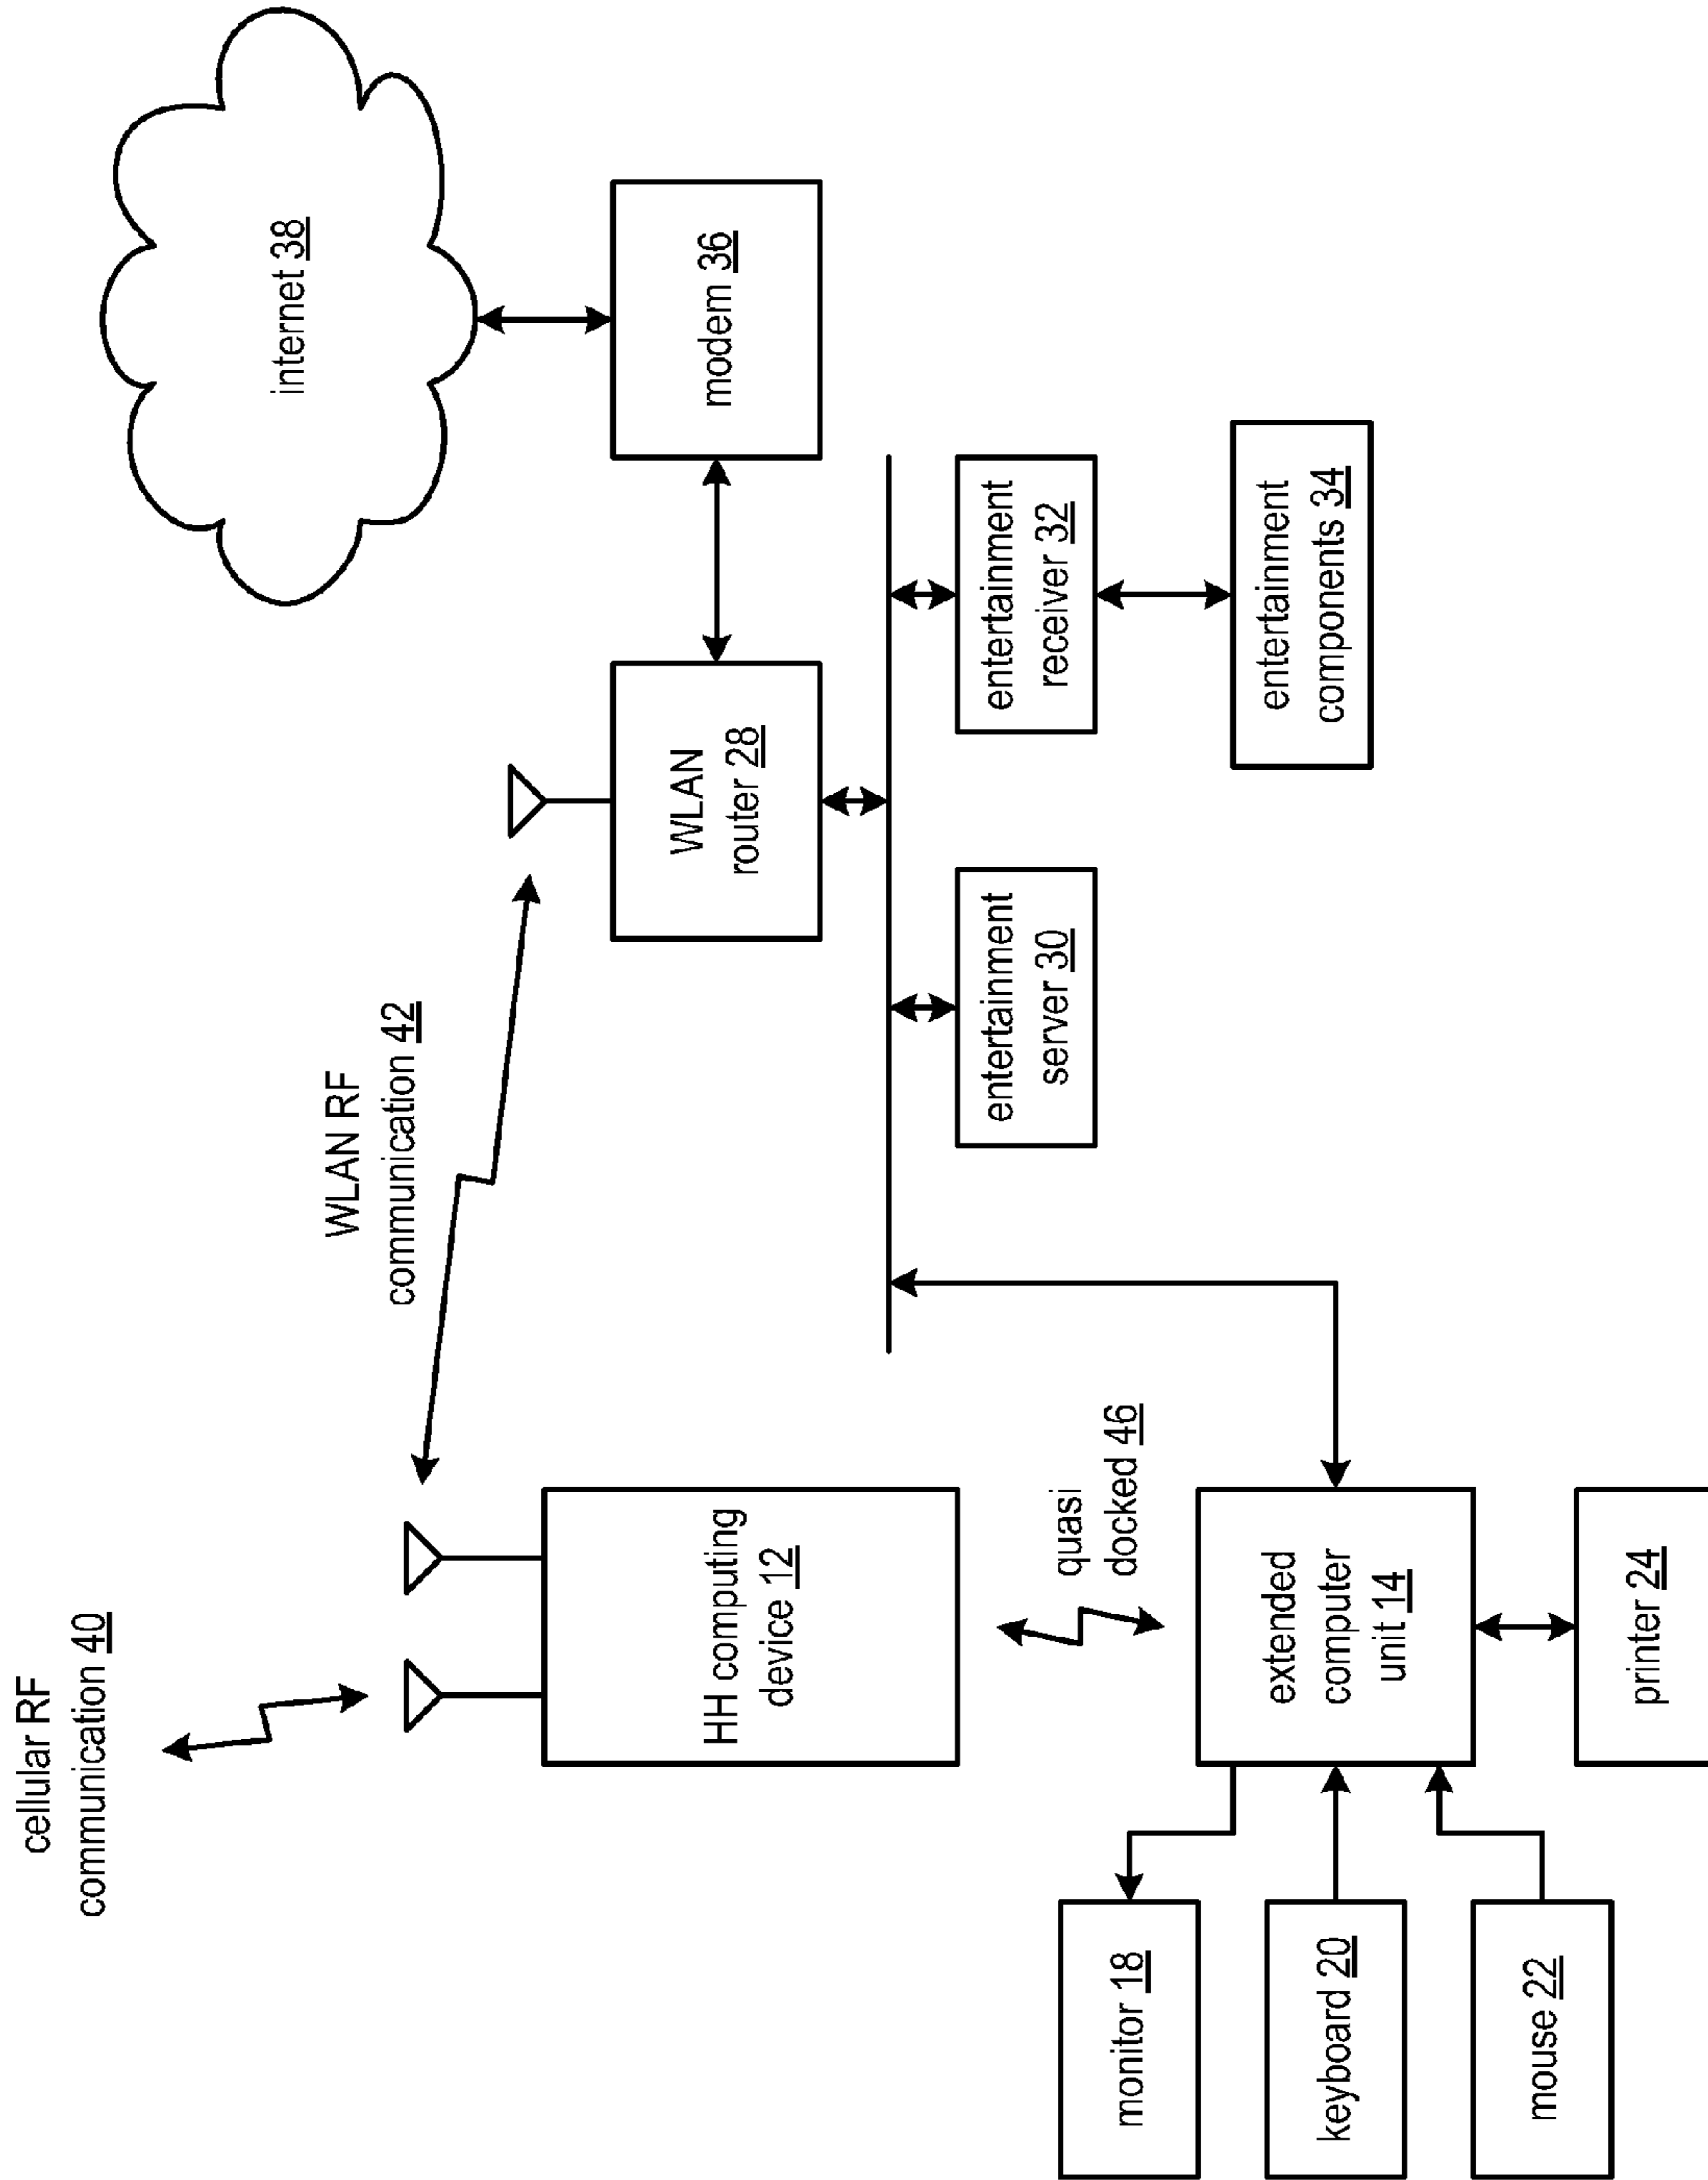 cellular RF
communication 40
WLAN RF
communication 42
internet 38
HH computing
device 12
WLAN
router 28
modem 36
quasi
docked 46
entertainment
server 30
entertainment
receiver 32
monitor 18
keyboard 20
mouse 22
extended
computer
unit 14
entertainment
components 34
printer 24